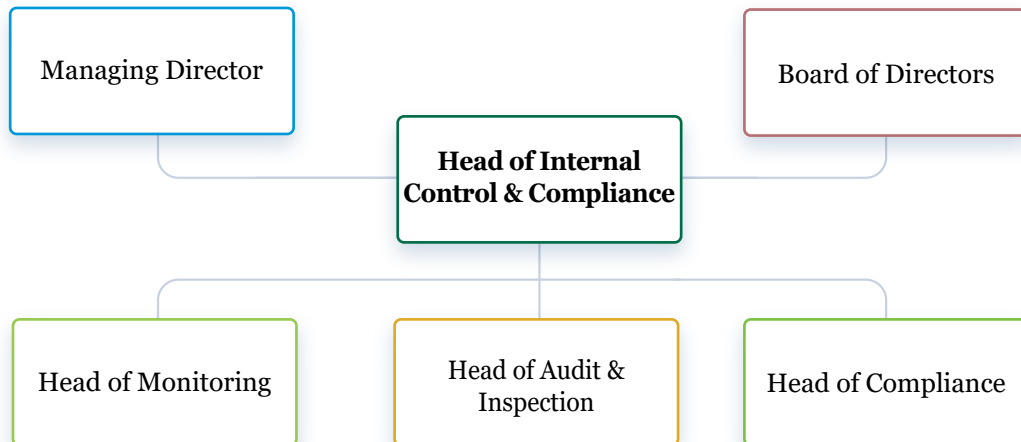 Managing Director
Board of Directors
Head of Internal
Control & Compliance
Head of Monitoring
Head of Audit &
Inspection
Head of Compliance